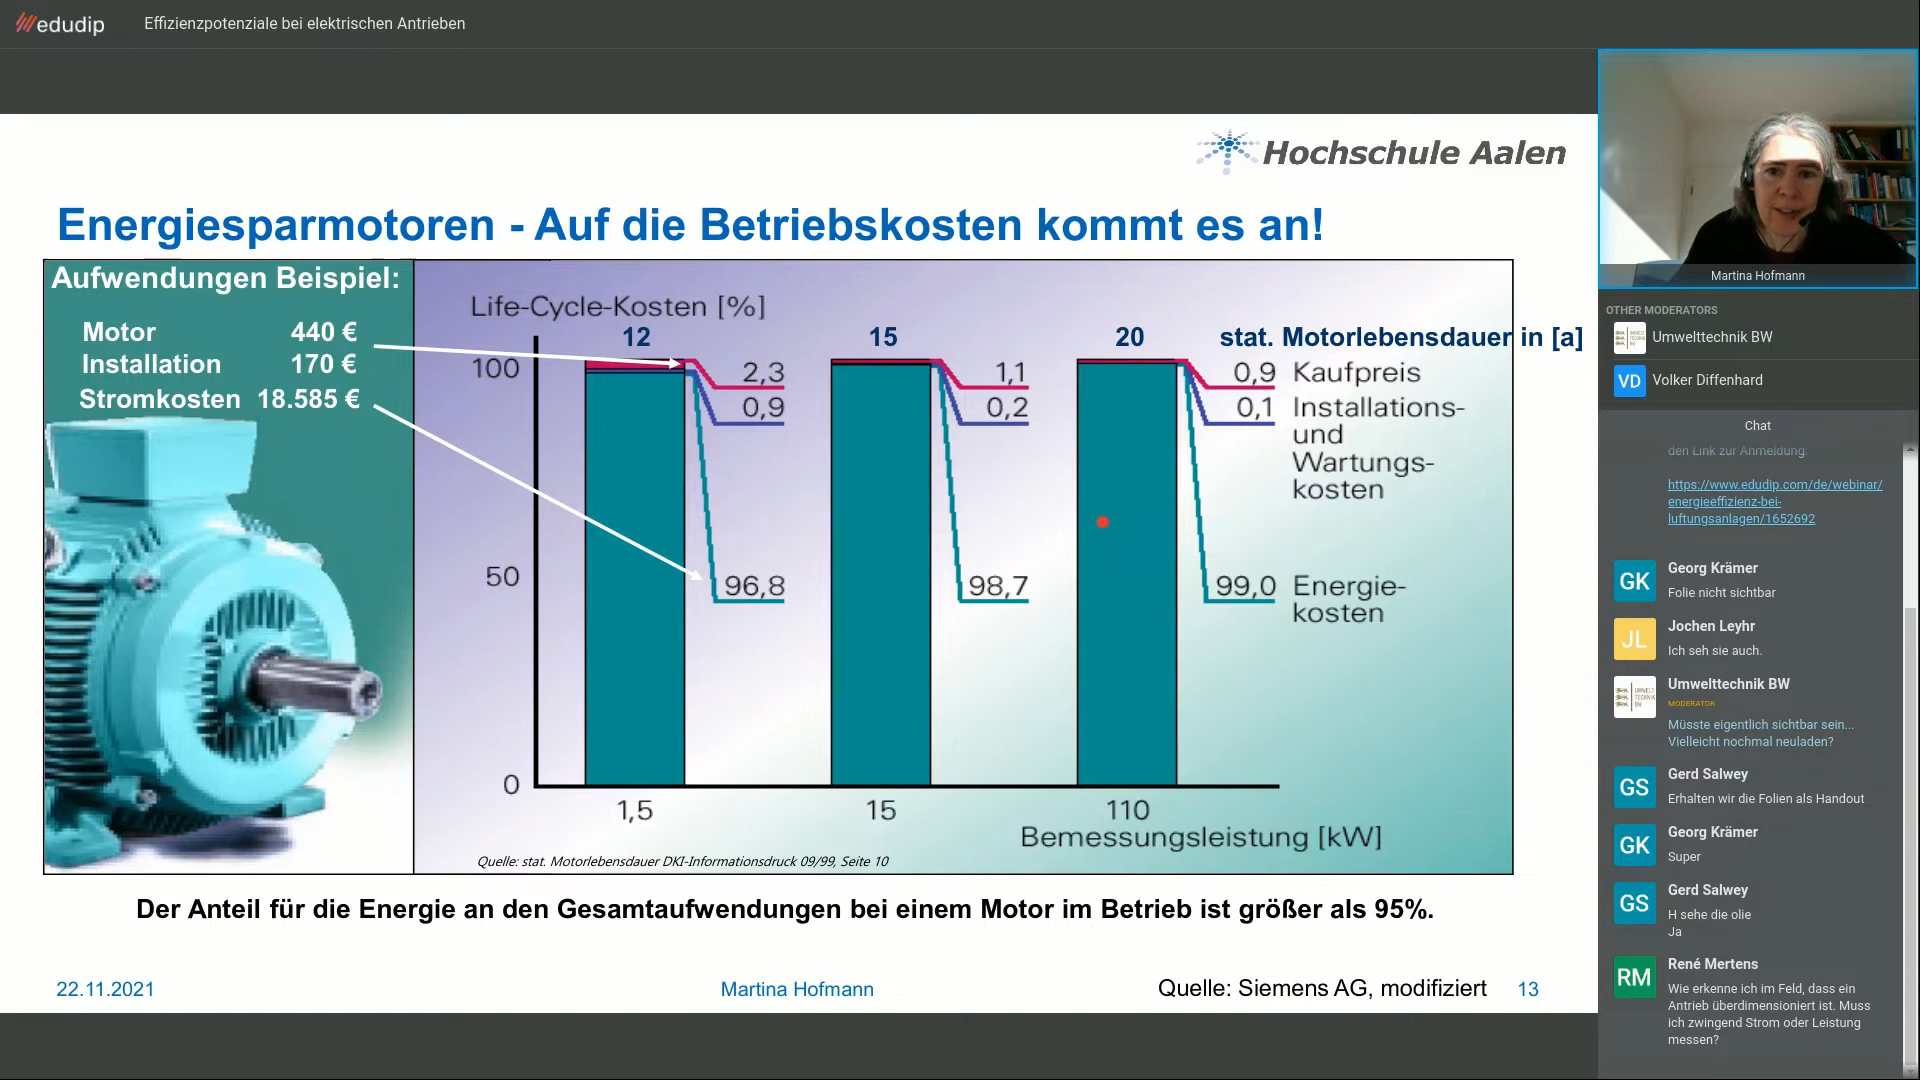 edudip
Effizienzpotenziale bei elektrischen Antrieben
Hochschule Aalen
Energiesparmotoren - Auf die Betriebskosten kommt es an!
Aufwendungen Beispiel:
Motor 440 €
Installation 170 €
Stromkosten 18.585 €
Life-Cycle-Kosten [%]
12 15 20 stat. Motorlebensdauer in [a]
100
2,3 1,1 0,9 Kaufpreis
0,9 0,2 0,1 Installations-
und
Wartungs-
kosten
50
96,8 98,7 99,0 Energie-
kosten
0
1,5 15 110
Bemessungsleistung [kW]
Quelle: stat. Motorlebensdauer DKI-Informationsdruck 09/99, Seite 10
Der Anteil für die Energie an den Gesamtaufwendungen bei einem Motor im Betrieb ist größer als 95%.
22.11.2021
Martina Hofmann
Quelle: Siemens AG, modifiziert
13
Martina Hofmann
OTHER MODERATORS
Umwelttechnik BW
VD
Volker Diffenhard
Chat
den Link zur Anmeldung:
https://www.edudip.com/de/webinar/
energieeffizienz-bei-
luftungsanlagen/1652692
GK
Georg Krämer
Folie nicht sichtbar
JL
Jochen Leyhr
Ich seh sie auch.
Umwelttechnik BW
MODERATOR
Müsste eigentlich sichtbar sein...
Vielleicht nochmal neuladen?
GS
Gerd Salwey
Erhalten wir die Folien als Handout
GK
Georg Krämer
Super
GS
Gerd Salwey
H sehe die olie
Ja
RM
René Mertens
Wie erkenne ich im Feld, dass ein
Antrieb überdimensioniert ist. Muss
ich zwingend Strom oder Leistung
messen?